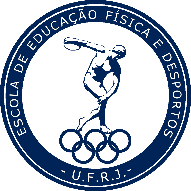 ESCOLA DE EDUCAÇÃO FÍSICA E DESPORTOS
- U.F.R.J.-